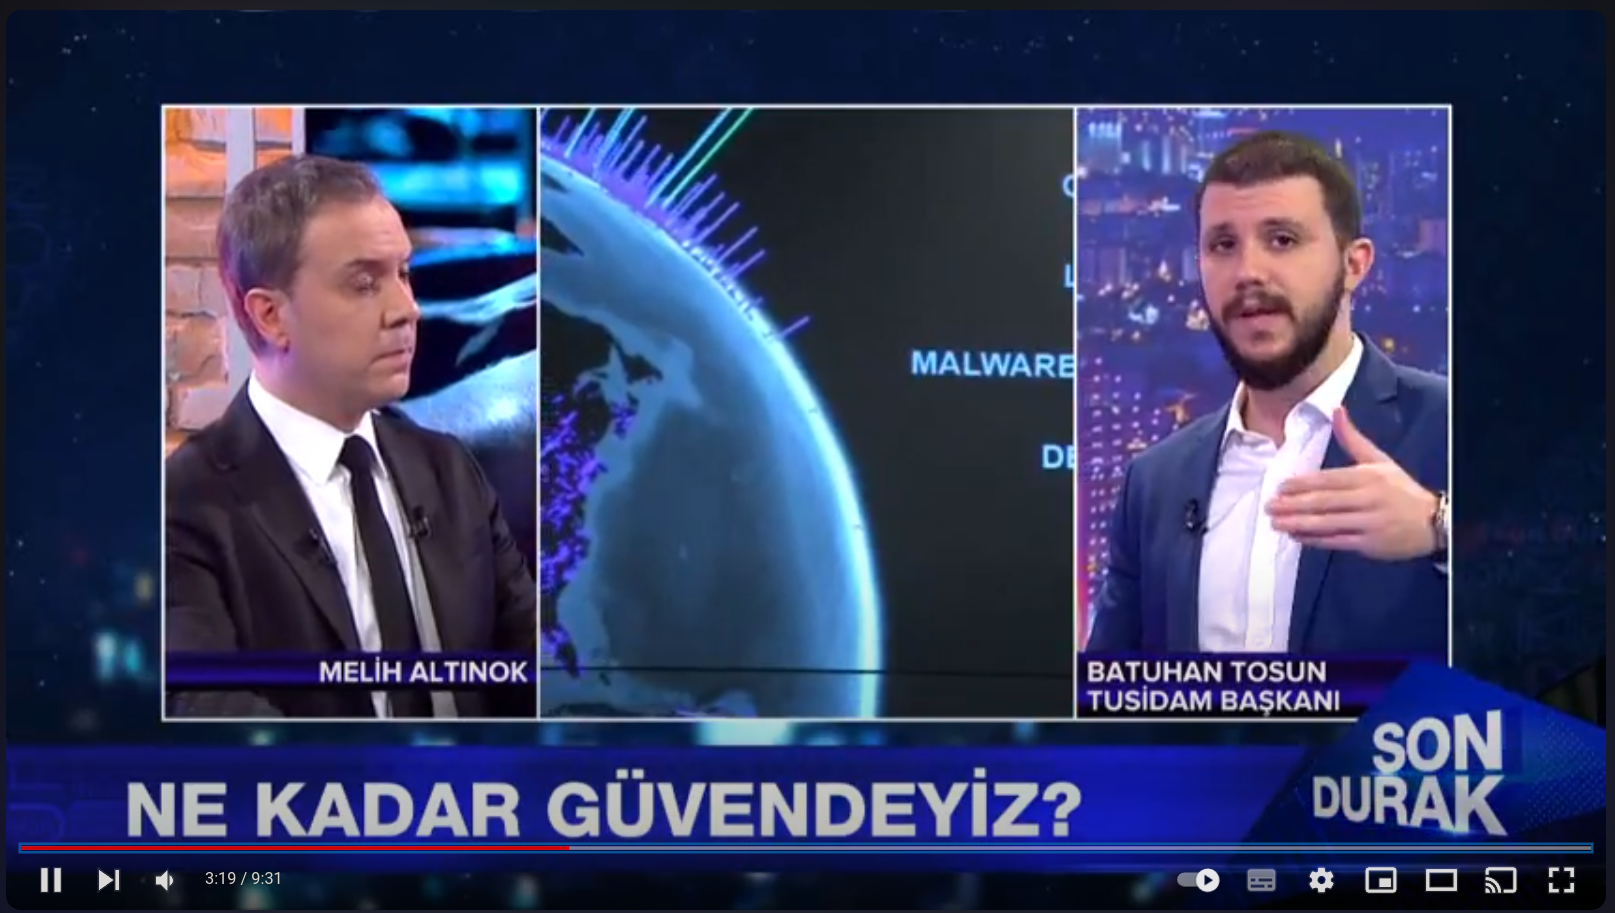 MALWARE
MELİH ALTINOK
BATUHAN TOSUN
TUSİDAM BAŞKANI
SON
DURAK
NE KADAR GÜVENDEYİZ?
3:19 / 9:31